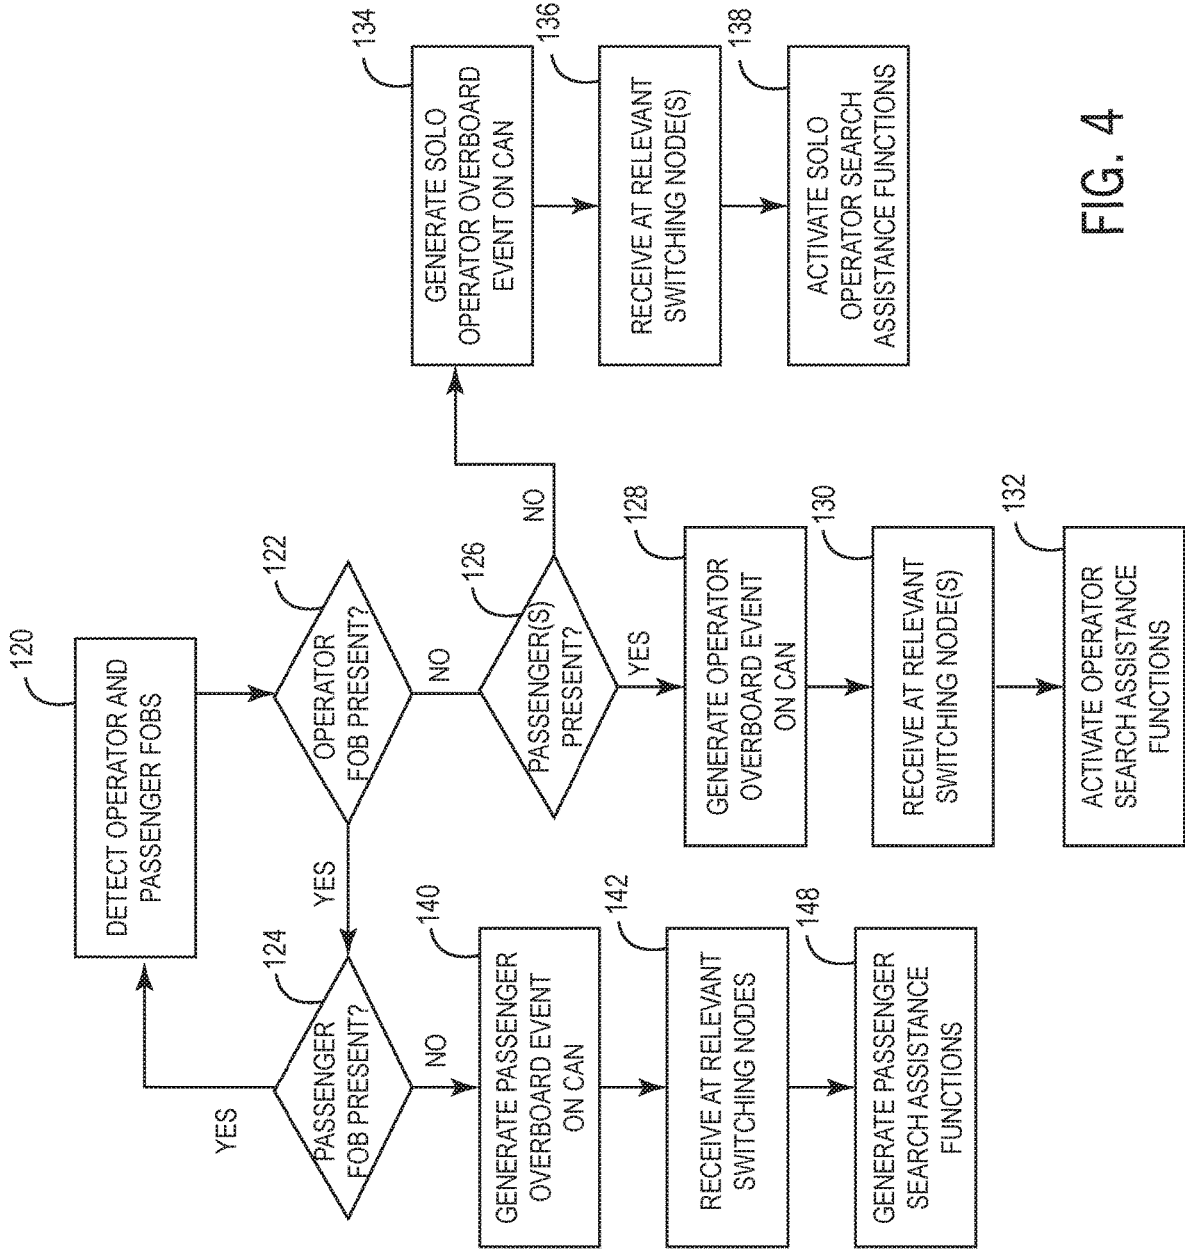 120
DETECT OPERATOR AND
PASSENGER FOBS
122
OPERATOR
FOB PRESENT?
YES
NO
124
PASSENGER
FOB PRESENT?
YES
NO
126
PASSENGER(S)
PRESENT?
YES
NO
140
GENERATE PASSENGER
OVERBOARD EVENT
ON CAN
142
RECEIVE AT RELEVANT
SWITCHING NODES
148
GENERATE PASSENGER
SEARCH ASSISTANCE
FUNCTIONS
128
GENERATE OPERATOR
OVERBOARD EVENT
ON CAN
130
RECEIVE AT RELEVANT
SWITCHING NODE(S)
132
ACTIVATE OPERATOR
SEARCH ASSISTANCE
FUNCTIONS
134
GENERATE SOLO
OPERATOR OVERBOARD
EVENT ON CAN
136
RECEIVE AT RELEVANT
SWITCHING NODE(S)
138
ACTIVATE SOLO
OPERATOR SEARCH
ASSISTANCE FUNCTIONS
FIG. 4